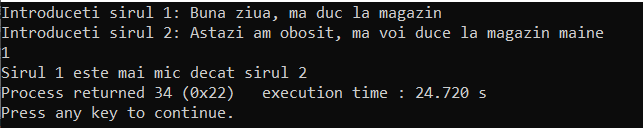 Introduceti sirul 1: Buna ziua, ma duc la magazin
Introduceti sirul 2: Astazi am obosit, ma voi duce la magazin maine
1
Sirul 1 este mai mic decat sirul 2
Process returned 34 (0x22)   execution time : 24.720 s
Press any key to continue.